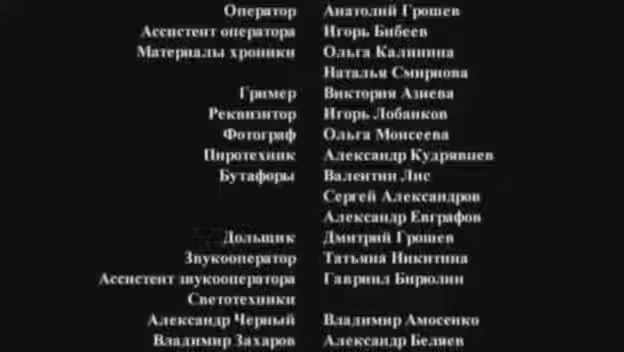 Оператор Анатолий Грошев
Ассистент оператора Игорь Бибеев
Материалы хроники Ольга Калинина
Наталья Смирнова
Гример Виктория Азиева
Реквизитор Игорь Лобанков
Фотограф Ольга Моисеева
Пиротехник Александр Кудрявцев
Бутафоры Валентин Лис
Сергей Александров
Александр Евграфов
Дольщик Дмитрий Грошев
Звукооператор Татьяна Никитина
Ассистент звукооператора Гавриил Бирюлин
Светотехники
Александр Черный Владимир Амосенко
Владимир Захаров Александр Беляев